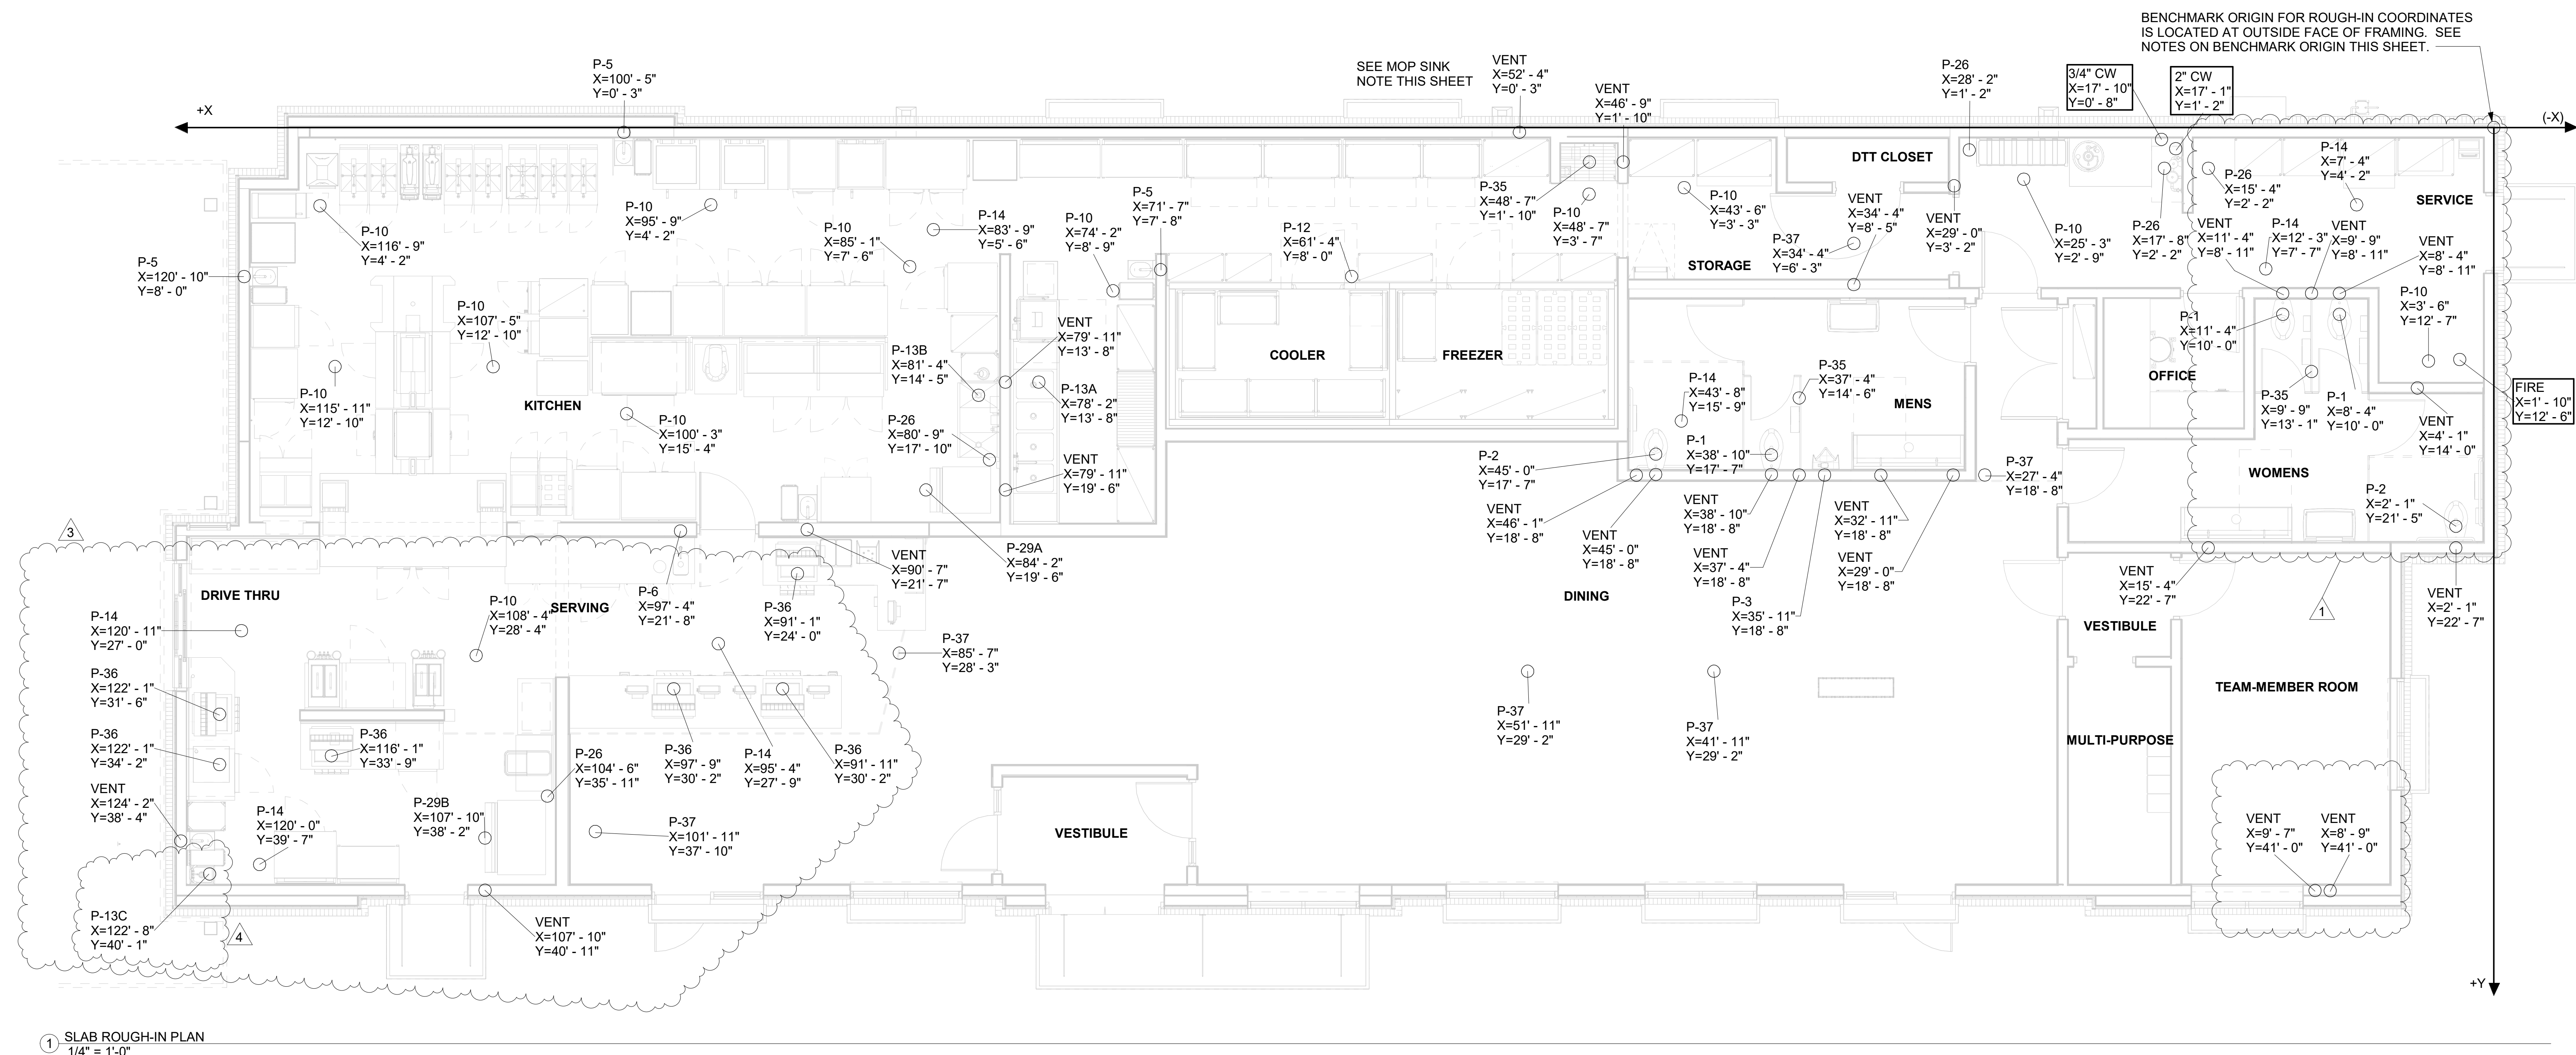 BENCHMARK ORIGIN FOR ROUGH-IN COORDINATES
IS LOCATED AT OUTSIDE FACE OF FRAMING. SEE
NOTES ON BENCHMARK ORIGIN THIS SHEET.
P-5
X=100' - 5"
Y=0' - 3"
SEE MOP SINK
NOTE THIS SHEET
VENT
X=52' - 4"
Y=0' - 3"
VENT
X=46' - 9"
Y=1' - 10"
P-26
X=28' - 2"
Y=1' - 2"
3/4" CW
X=17' - 10"
Y=0' - 8"
2" CW
X=17' - 1"
Y=1' - 2"
+X
(-X)
P-10
X=116' - 9"
Y=4' - 2"
P-5
X=120' - 10"
Y=8' - 0"
P-10
X=95' - 9"
Y=4' - 2"
P-10
X=85' - 1"
Y=7' - 6"
P-14
X=83' - 9"
Y=5' - 6"
P-10
X=74' - 2"
Y=8' - 9"
P-5
X=71' - 7"
Y=7' - 8"
P-12
X=61' - 4"
Y=8' - 0"
P-35
X=48' - 7"
Y=1' - 10"
P-10
X=48' - 7"
Y=3' - 7"
P-10
X=43' - 6"
Y=3' - 3"
DTT CLOSET
STORAGE
P-37
X=34' - 4"
Y=6' - 3"
VENT
X=34' - 4"
Y=8' - 5"
VENT
X=29' - 0"
Y=3' - 2"
P-10
X=25' - 3"
Y=2' - 9"
P-26
X=17' - 8"
Y=2' - 2"
P-26
X=15' - 4"
Y=2' - 2"
P-14
X=7' - 4"
Y=4' - 2"
SERVICE
VENT
X=11' - 4"
Y=8' - 11"
P-14
X=12' - 3"
Y=7' - 7"
VENT
X=9' - 9"
Y=8' - 11"
VENT
X=8' - 4"
Y=8' - 11"
P-10
X=3' - 6"
Y=12' - 7"
P-1
X=11' - 4"
Y=10' - 0"
OFFICE
P-35
X=9' - 9"
Y=13' - 1"
P-1
X=8' - 4"
Y=10' - 0"
VENT
X=4' - 1"
Y=14' - 0"
FIRE
X=1' - 10"
Y=12' - 6"
P-10
X=107' - 5"
Y=12' - 10"
P-10
X=115' - 11"
Y=12' - 10"
KITCHEN
P-10
X=100' - 3"
Y=15' - 4"
P-13B
X=81' - 4"
Y=14' - 5"
VENT
X=79' - 11"
Y=13' - 8"
P-13A
X=78' - 2"
Y=13' - 8"
P-26
X=80' - 9"
Y=17' - 10"
VENT
X=79' - 11"
Y=19' - 6"
COOLER
FREEZER
P-14
X=43' - 8"
Y=15' - 9"
P-35
X=37' - 4"
Y=14' - 6"
MENS
P-1
X=38' - 10"
Y=17' - 7"
P-2
X=45' - 0"
Y=17' - 7"
P-37
X=27' - 4"
Y=18' - 8"
WOMENS
P-2
X=2' - 1"
Y=21' - 5"
VENT
X=46' - 1"
Y=18' - 8"
VENT
X=45' - 0"
Y=18' - 8"
VENT
X=38' - 10"
Y=18' - 8"
VENT
X=37' - 4"
Y=18' - 8"
VENT
X=32' - 11"
Y=18' - 8"
VENT
X=29' - 0"
Y=18' - 8"
P-3
X=35' - 11"
Y=18' - 8"
3
DRIVE THRU
P-14
X=120' - 11"
Y=27' - 0"
P-10
X=108' - 4"
Y=28' - 4"
SERVING
P-6
X=97' - 4"
Y=21' - 8"
P-36
X=91' - 1"
Y=24' - 0"
VENT
X=90' - 7"
Y=21' - 7"
P-29A
X=84' - 2"
Y=19' - 6"
P-37
X=85' - 7"
Y=28' - 3"
DINING
VENT
X=15' - 4"
Y=22' - 7"
1
VENT
X=2' - 1"
Y=22' - 7"
VESTIBULE
TEAM-MEMBER ROOM
MULTI-PURPOSE
P-36
X=122' - 1"
Y=31' - 6"
P-36
X=122' - 1"
Y=34' - 2"
VENT
X=124' - 2"
Y=38' - 4"
P-36
X=116' - 1"
Y=33' - 9"
P-14
X=120' - 0"
Y=39' - 7"
P-29B
X=107' - 10"
Y=38' - 2"
P-26
X=104' - 6"
Y=35' - 11"
P-36
X=97' - 9"
Y=30' - 2"
P-14
X=95' - 4"
Y=27' - 9"
P-36
X=91' - 11"
Y=30' - 2"
P-37
X=101' - 11"
Y=37' - 10"
P-37
X=51' - 11"
Y=29' - 2"
P-37
X=41' - 11"
Y=29' - 2"
VESTIBULE
VENT
X=9' - 7"
Y=41' - 0"
VENT
X=8' - 9"
Y=41' - 0"
P-13C
X=122' - 8"
Y=40' - 1"
4
VENT
X=107' - 10"
Y=40' - 11"
+Y
1 SLAB ROUGH-IN PLAN
1/4" = 1'-0"